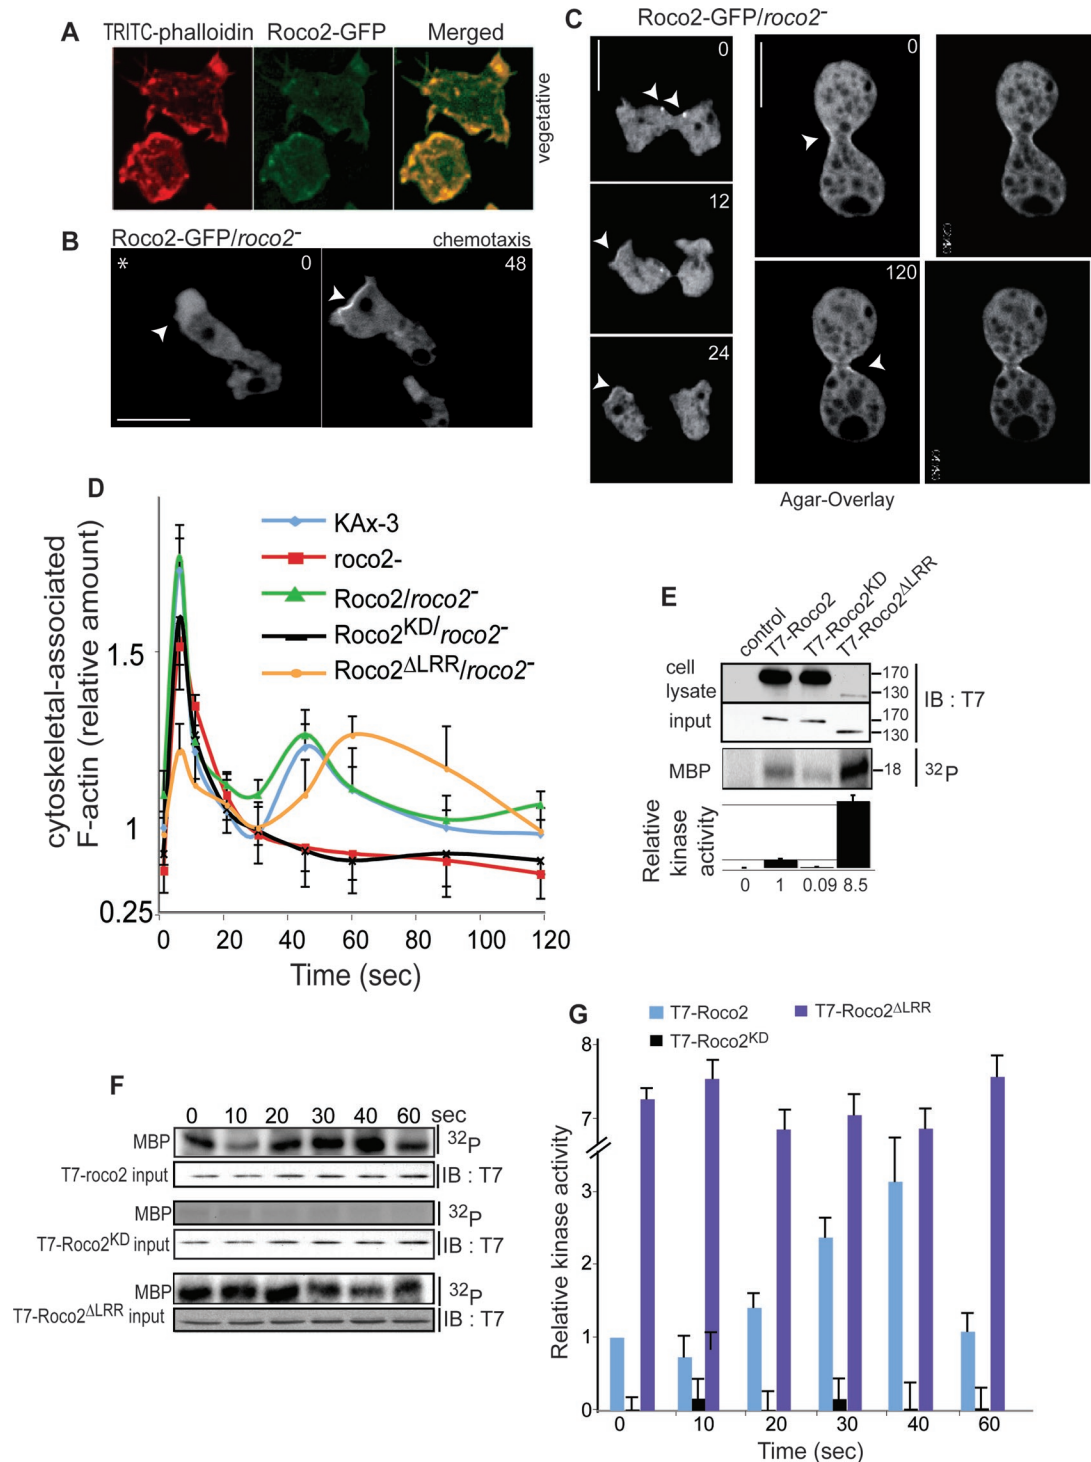 A
TRITC-phalloidin
Roco2-GFP
Merged
vegetative
B
Roco2-GFP/roco2-
chemotaxis
*
0
48
C
Roco2-GFP/roco2-
0
12
24
0
120
Agar-Overlay
D
cytoskeletal-associated
F-actin (relative amount)
1.5
1
0.25
0
20
40
60
80
100
120
Time (sec)
KAx-3
roco2-
Roco2/roco2-
Roco2KD/roco2-
Roco2ΔLRR/roco2-
E
control
T7-Roco2
T7-Roco2KD
T7-Roco2ΔLRR
cell
lysate
170
130
input
170
130
IB : T7
MBP
18
32P
Relative
kinase
activity
0 1 0.09 8.5
F
0 10 20 30 40 60 sec
MBP
32P
T7-roco2 input
IB : T7
MBP
32P
T7-Roco2KD input
IB : T7
MBP
32P
T7-Roco2ΔLRR input
IB : T7
G
T7-Roco2
T7-Roco2ΔLRR
T7-Roco2KD
Relative kinase activity
8
7
3
2
1
0
0 10 20 30 40 60
Time (sec)